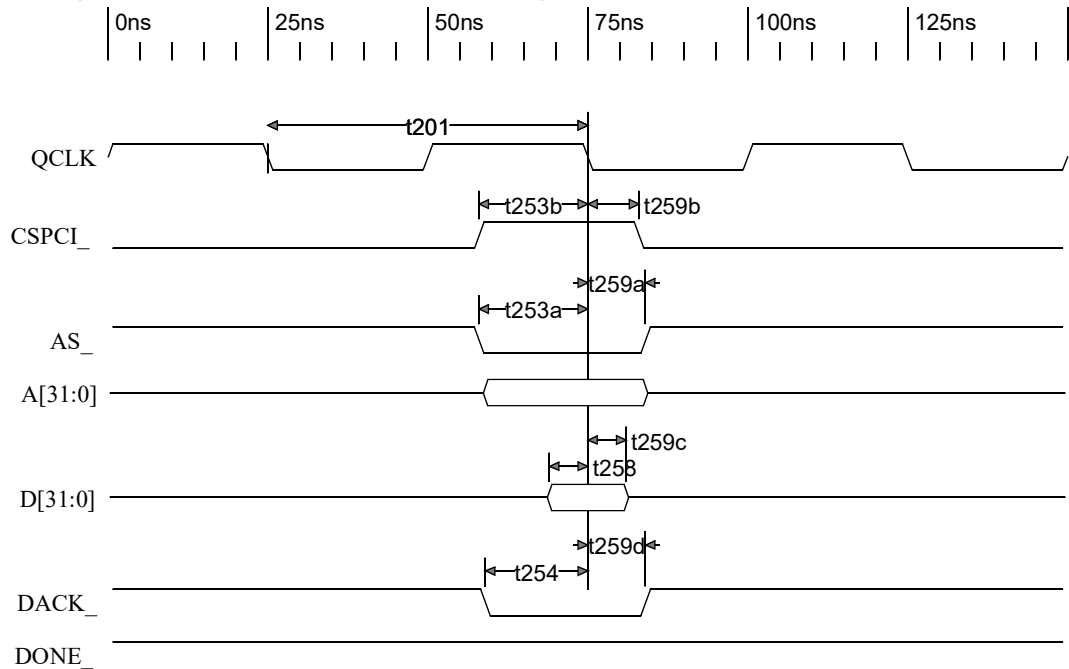 0ns 25ns 50ns 75ns 100ns 125ns
t201
QCLK
t253b t259b
CSPCI_
t259a
t253a
AS_
A[31:0]
t259c
t258
D[31:0]
t259d
t254
DACK_
DONE_